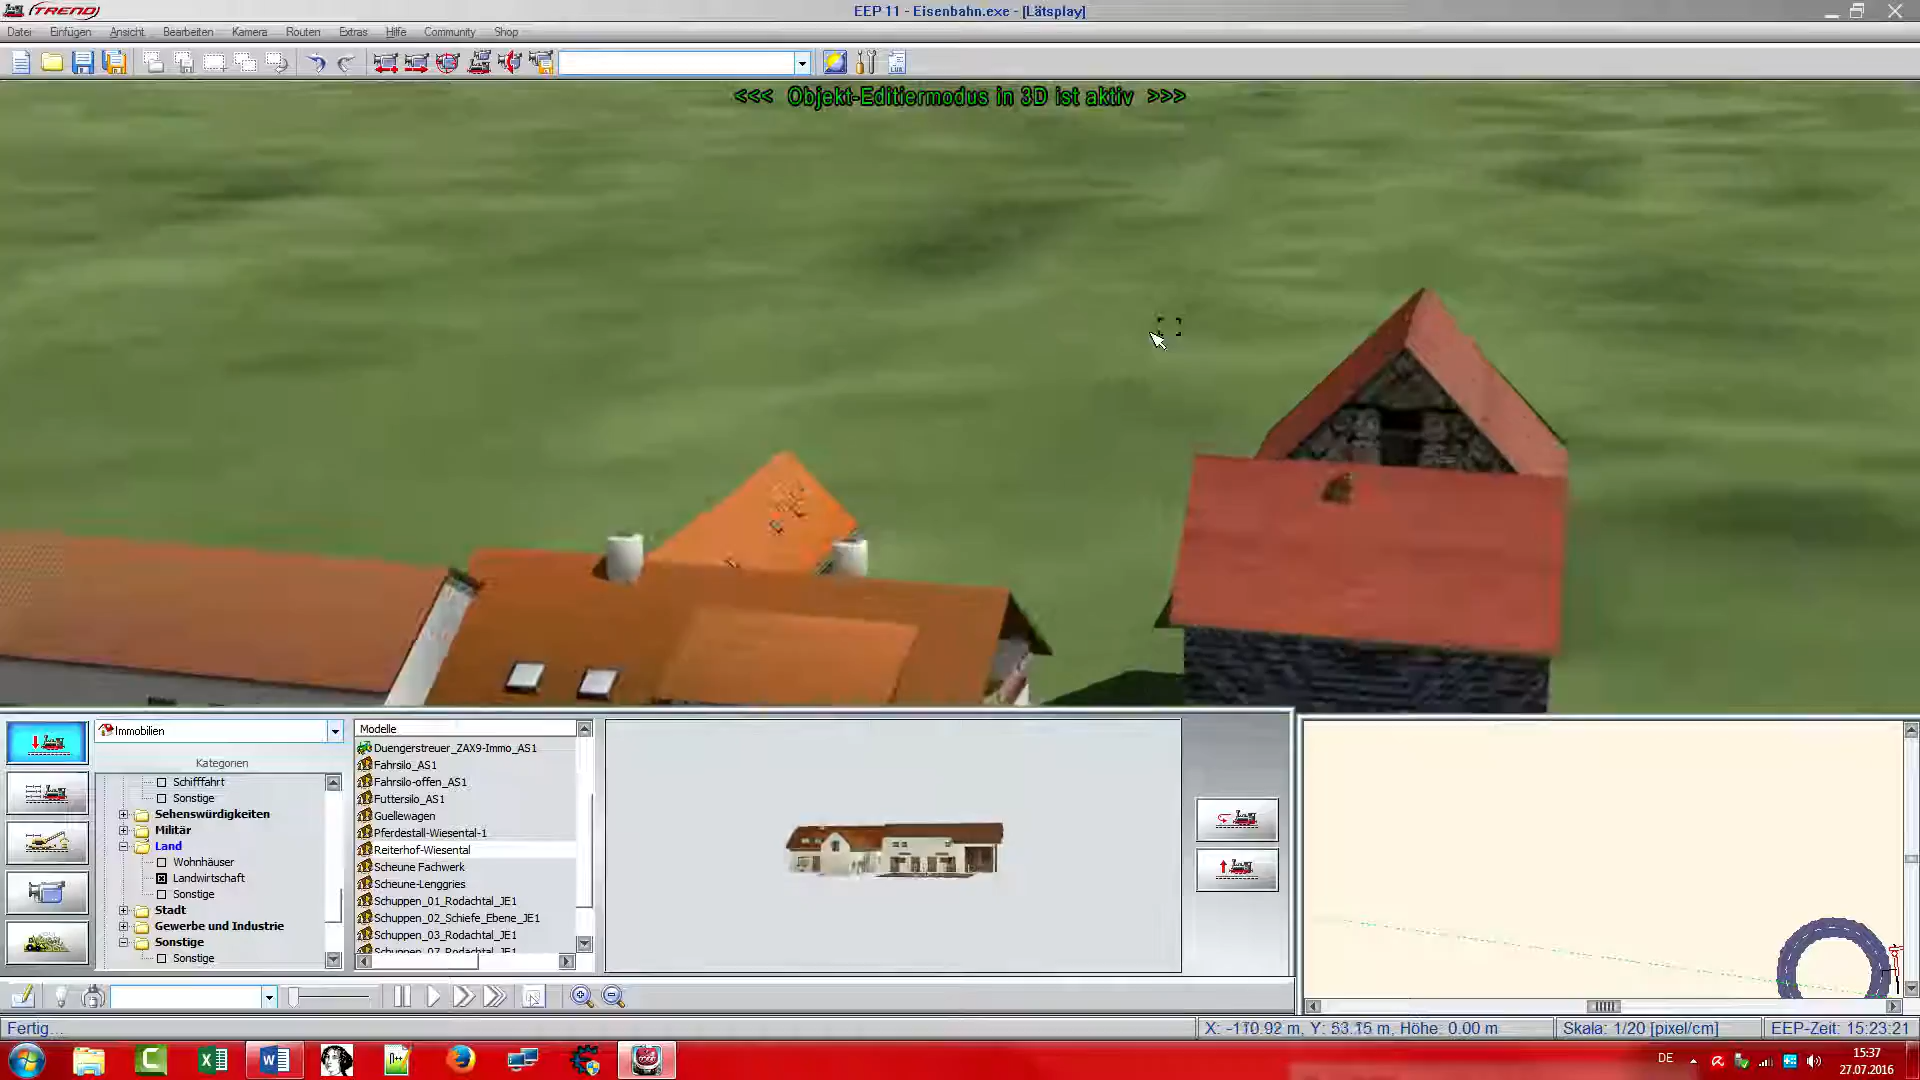 TREND
EEP 11 - Eisenbahn.exe - [Lätsplay]
Datei Einfügen Ansicht Bearbeiten Kamera Routen Extras Hilfe Community Shop
LUA
<<< Objekt-Editiermodus in 3D ist aktiv >>>
Immobilien
Kategorien
Schifffahrt
Sonstige
Sehenswürdigkeiten
Militär
Land
Wohnhäuser
Landwirtschaft
Sonstige
Stadt
Gewerbe und Industrie
Sonstige
Sonstige
Modelle
Duengerstreuer_ZAX9-Immo_AS1
Fahrsilo_AS1
Fahrsilo-offen_AS1
Futtersilo_AS1
Guellewagen
Pferdestall-Wiesental-1
Reiterhof-Wiesental
Scheune Fachwerk
Scheune-Lenggries
Schuppen_01_Rodachtal_JE1
Schuppen_02_Schiefe_Ebene_JE1
Schuppen_03_Rodachtal_JE1
Schuppen_07_Rodachtal_JE1
Fertig...
X: -110.92 m, Y: 53.15 m, Höhe: 0.00 m
Skala: 1/20 [pixel/cm]
EEP-Zeit: 15:23:21
DE
15:37
27.07.2016